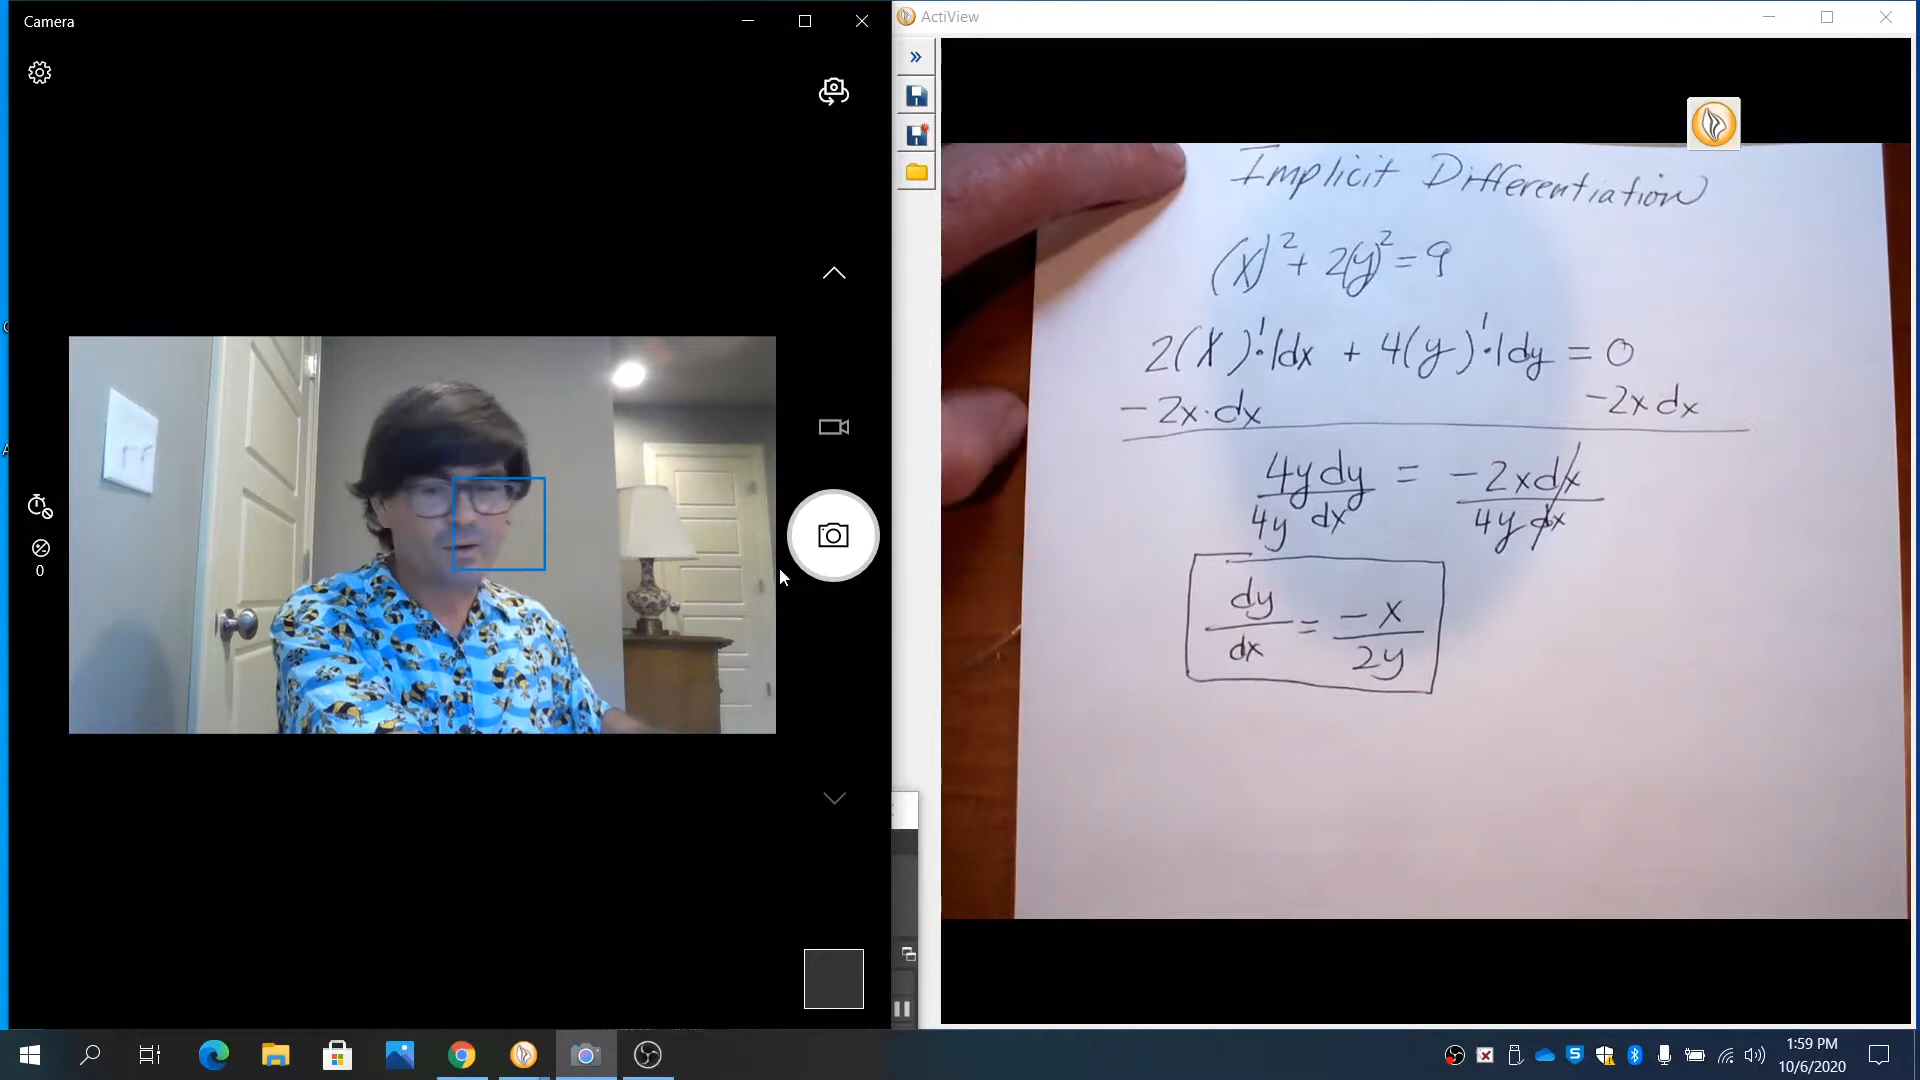 Camera
ActiView
Implicit Differentiation
(x)² + 2(y)² = 9
2(x)¹·1dx + 4(y)¹·1dy = 0
-2x·dx -2x·dx
4y dy = -2x dx
4y dx 4y dx
dy = -x
dx 2y
0
1:59 PM
10/6/2020